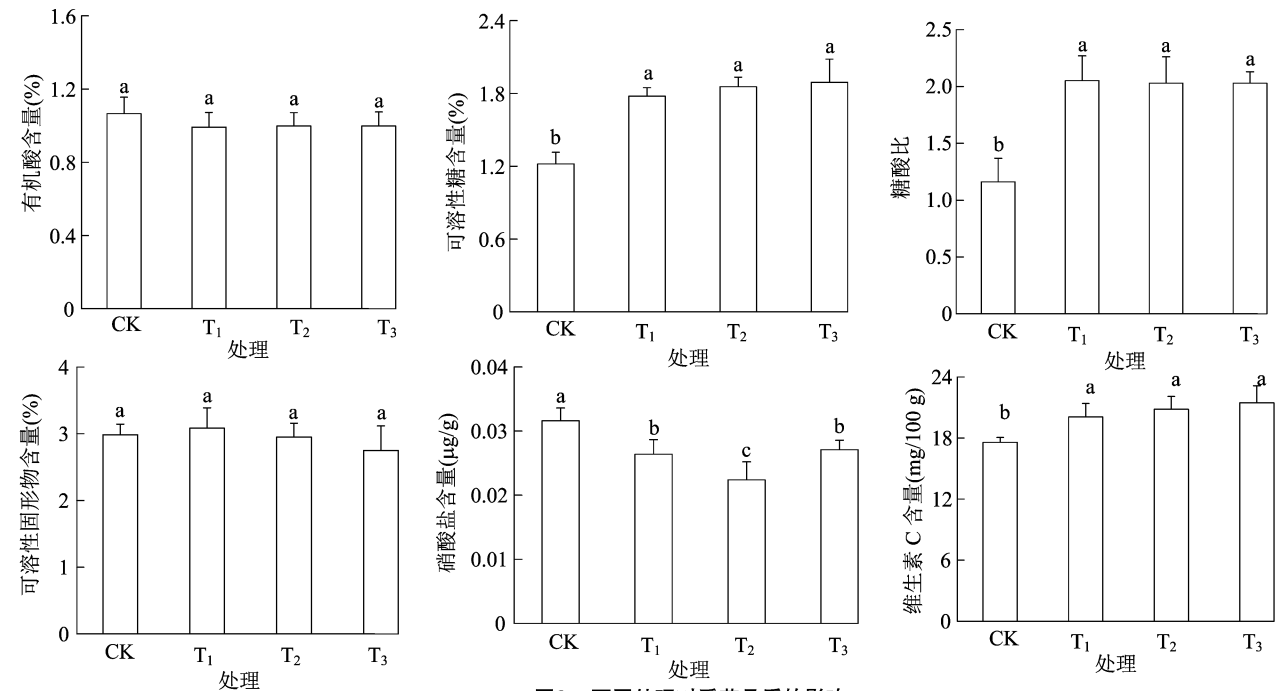 有机酸含量(%)
1.6
1.2
0.8
0.4
0
a
a
a
a
CK
T₁
T₂
T₃
处理
可溶性糖含量(%)
2.4
1.8
1.2
0.6
0
b
a
a
a
CK
T₁
T₂
T₃
处理
糖酸比
2.5
2.0
1.5
1.0
0.5
0
b
a
a
a
CK
T₁
T₂
T₃
处理
可溶性固形物含量(%)
4
3
2
1
0
a
a
a
a
CK
T₁
T₂
T₃
处理
硝酸盐含量(μg/g)
0.04
0.03
0.02
0.01
0
a
b
c
b
CK
T₁
T₂
T₃
处理
维生素 C 含量(mg/100 g)
24
18
12
6
0
b
a
a
a
CK
T₁
T₂
T₃
处理